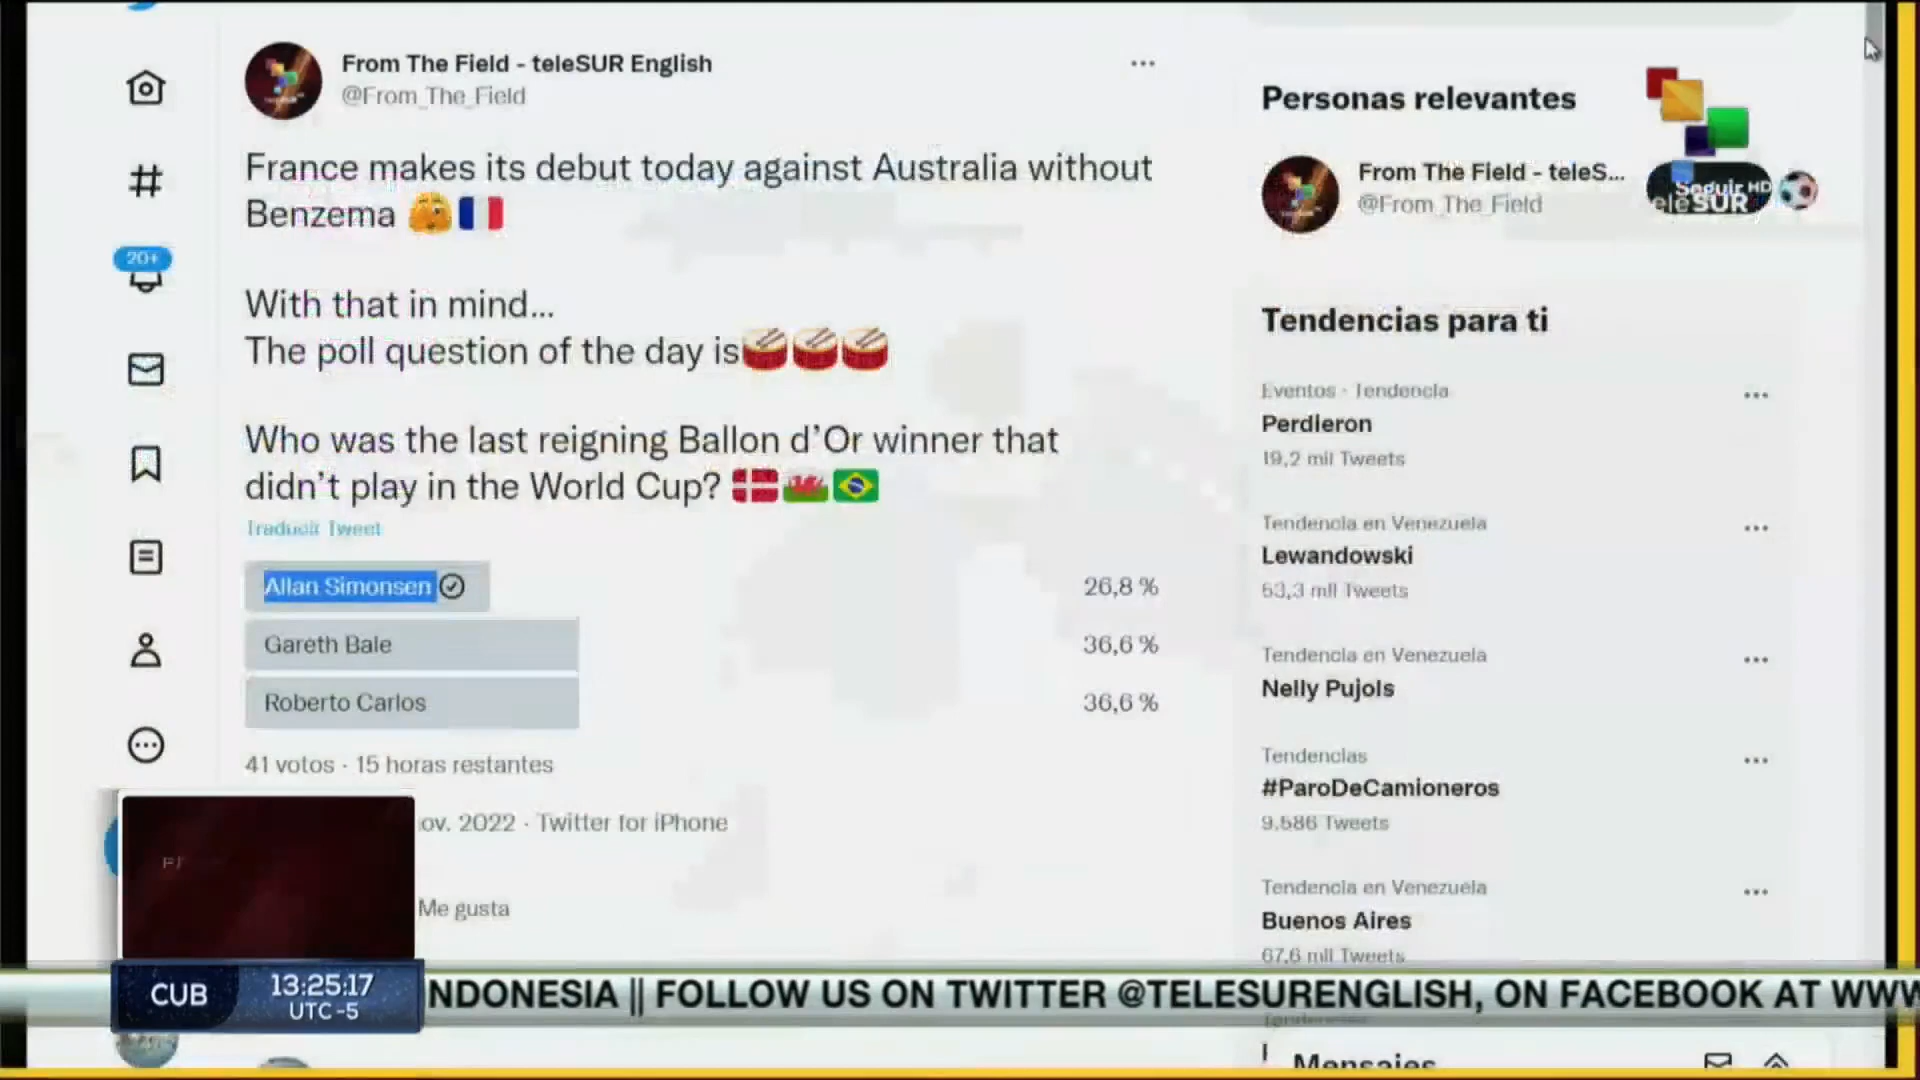 From The Field - teleSUR English
@From_The_Field
France makes its debut today against Australia without
Benzema
With that in mind...
The poll question of the day is
Who was the last reigning Ballon d'Or winner that
didn't play in the World Cup?
Traducir Tweet
Allan Simonsen
26,8 %
Gareth Bale
36,6 %
Roberto Carlos
36,6 %
41 votos · 15 horas restantes
ov. 2022 · Twitter for iPhone
Me gusta
20+
Personas relevantes
From The Field - teleS...
@From_The_Field
Seguir HD
teleSUR
Tendencias para ti
Eventos · Tendencia
Perdieron
19,2 mil Tweets
Tendencia en Venezuela
Lewandowski
53,3 mil Tweets
Tendencia en Venezuela
Nelly Pujols
Tendencias
#ParoDeCamioneros
9.586 Tweets
Tendencia en Venezuela
Buenos Aires
67,6 mil Tweets
Tendencias
Mensajes
CUB
13:25:17
UTC -5
NDONESIA || FOLLOW US ON TWITTER @TELESURENGLISH, ON FACEBOOK AT WWW